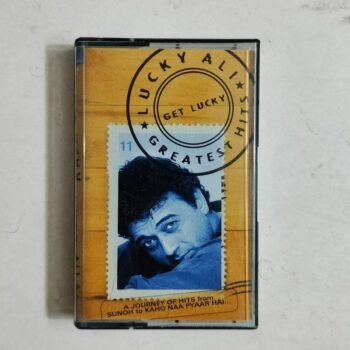 ★ LUCKY ALI ★
GET LUCKY
GREATEST HITS
11
A JOURNEY OF HITS from
SUNOH to KAHO NAA PYAAR HAI...